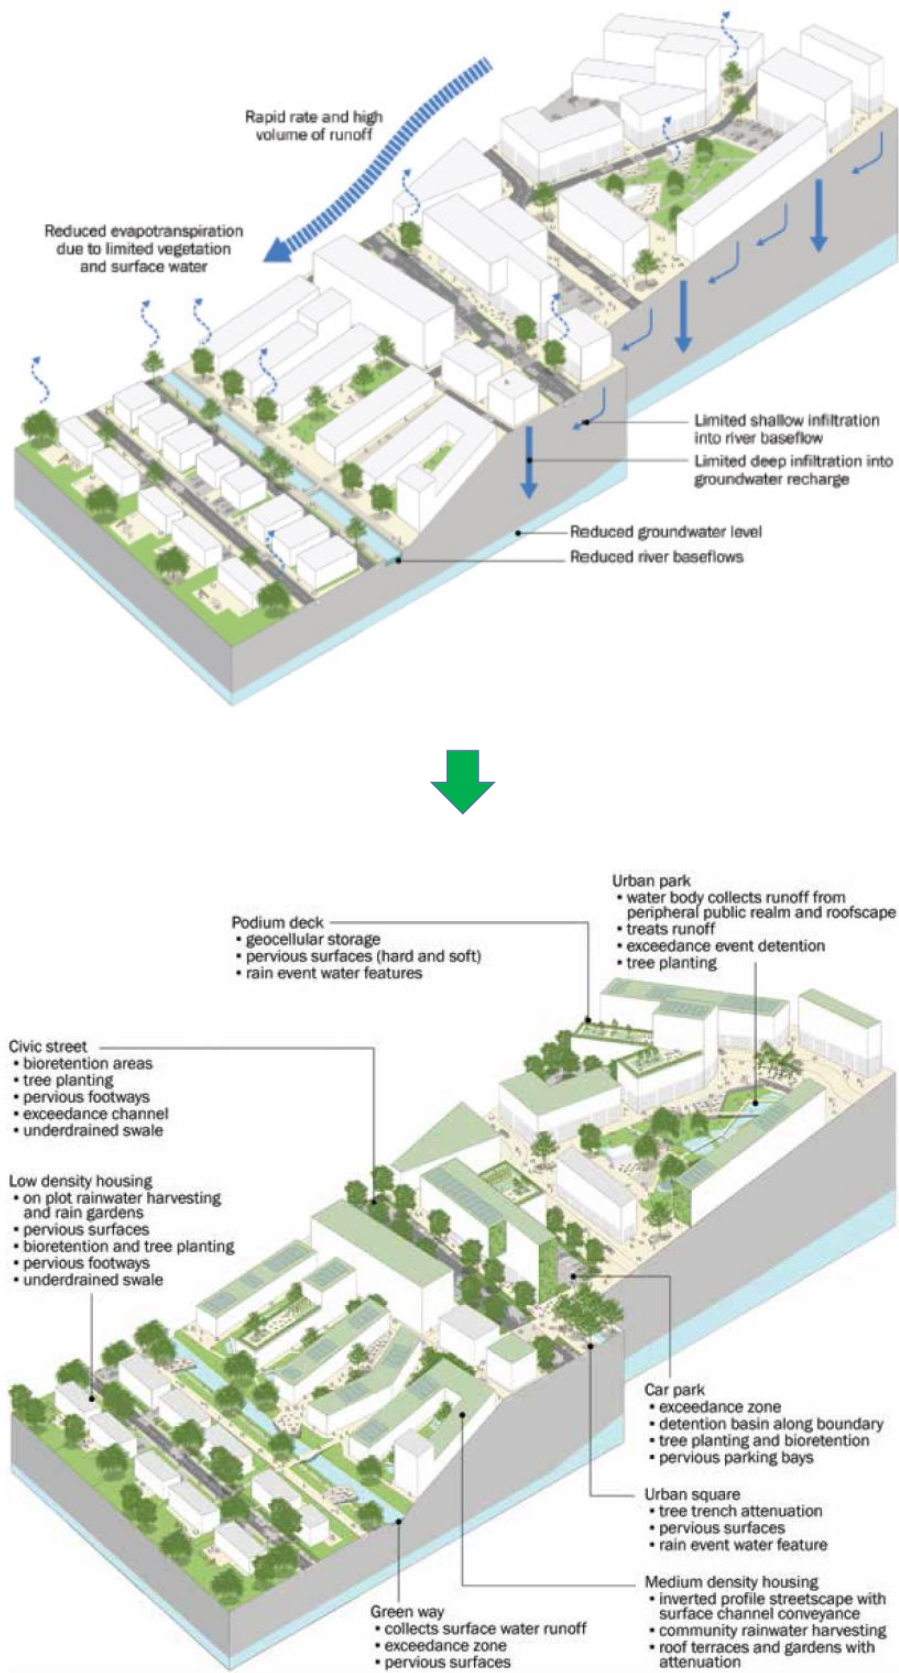 Rapid rate and high
volume of runoff
Reduced evapotranspiration
due to limited vegetation
and surface water
Limited shallow infiltration
into river baseflow
Limited deep infiltration into
groundwater recharge
Reduced groundwater level
Reduced river baseflows
Urban park
• water body collects runoff from
peripheral public realm and roofscape
• treats runoff
• exceedance event detention
• tree planting
Podium deck
• geocellular storage
• pervious surfaces (hard and soft)
• rain event water features
Civic street
• bioretention areas
• tree planting
• pervious footways
• exceedance channel
• underdrained swale
Low density housing
• on plot rainwater harvesting
and rain gardens
• pervious surfaces
• bioretention and tree planting
• pervious footways
• underdrained swale
Car park
• exceedance zone
• detention basin along boundary
• tree planting and bioretention
• pervious parking bays
Urban square
• tree trench attenuation
• pervious surfaces
• rain event water feature
Medium density housing
• inverted profile streetscape with
surface channel conveyance
• community rainwater harvesting
• roof terraces and gardens with
attenuation
Green way
• collects surface water runoff
• exceedance zone
• pervious surfaces